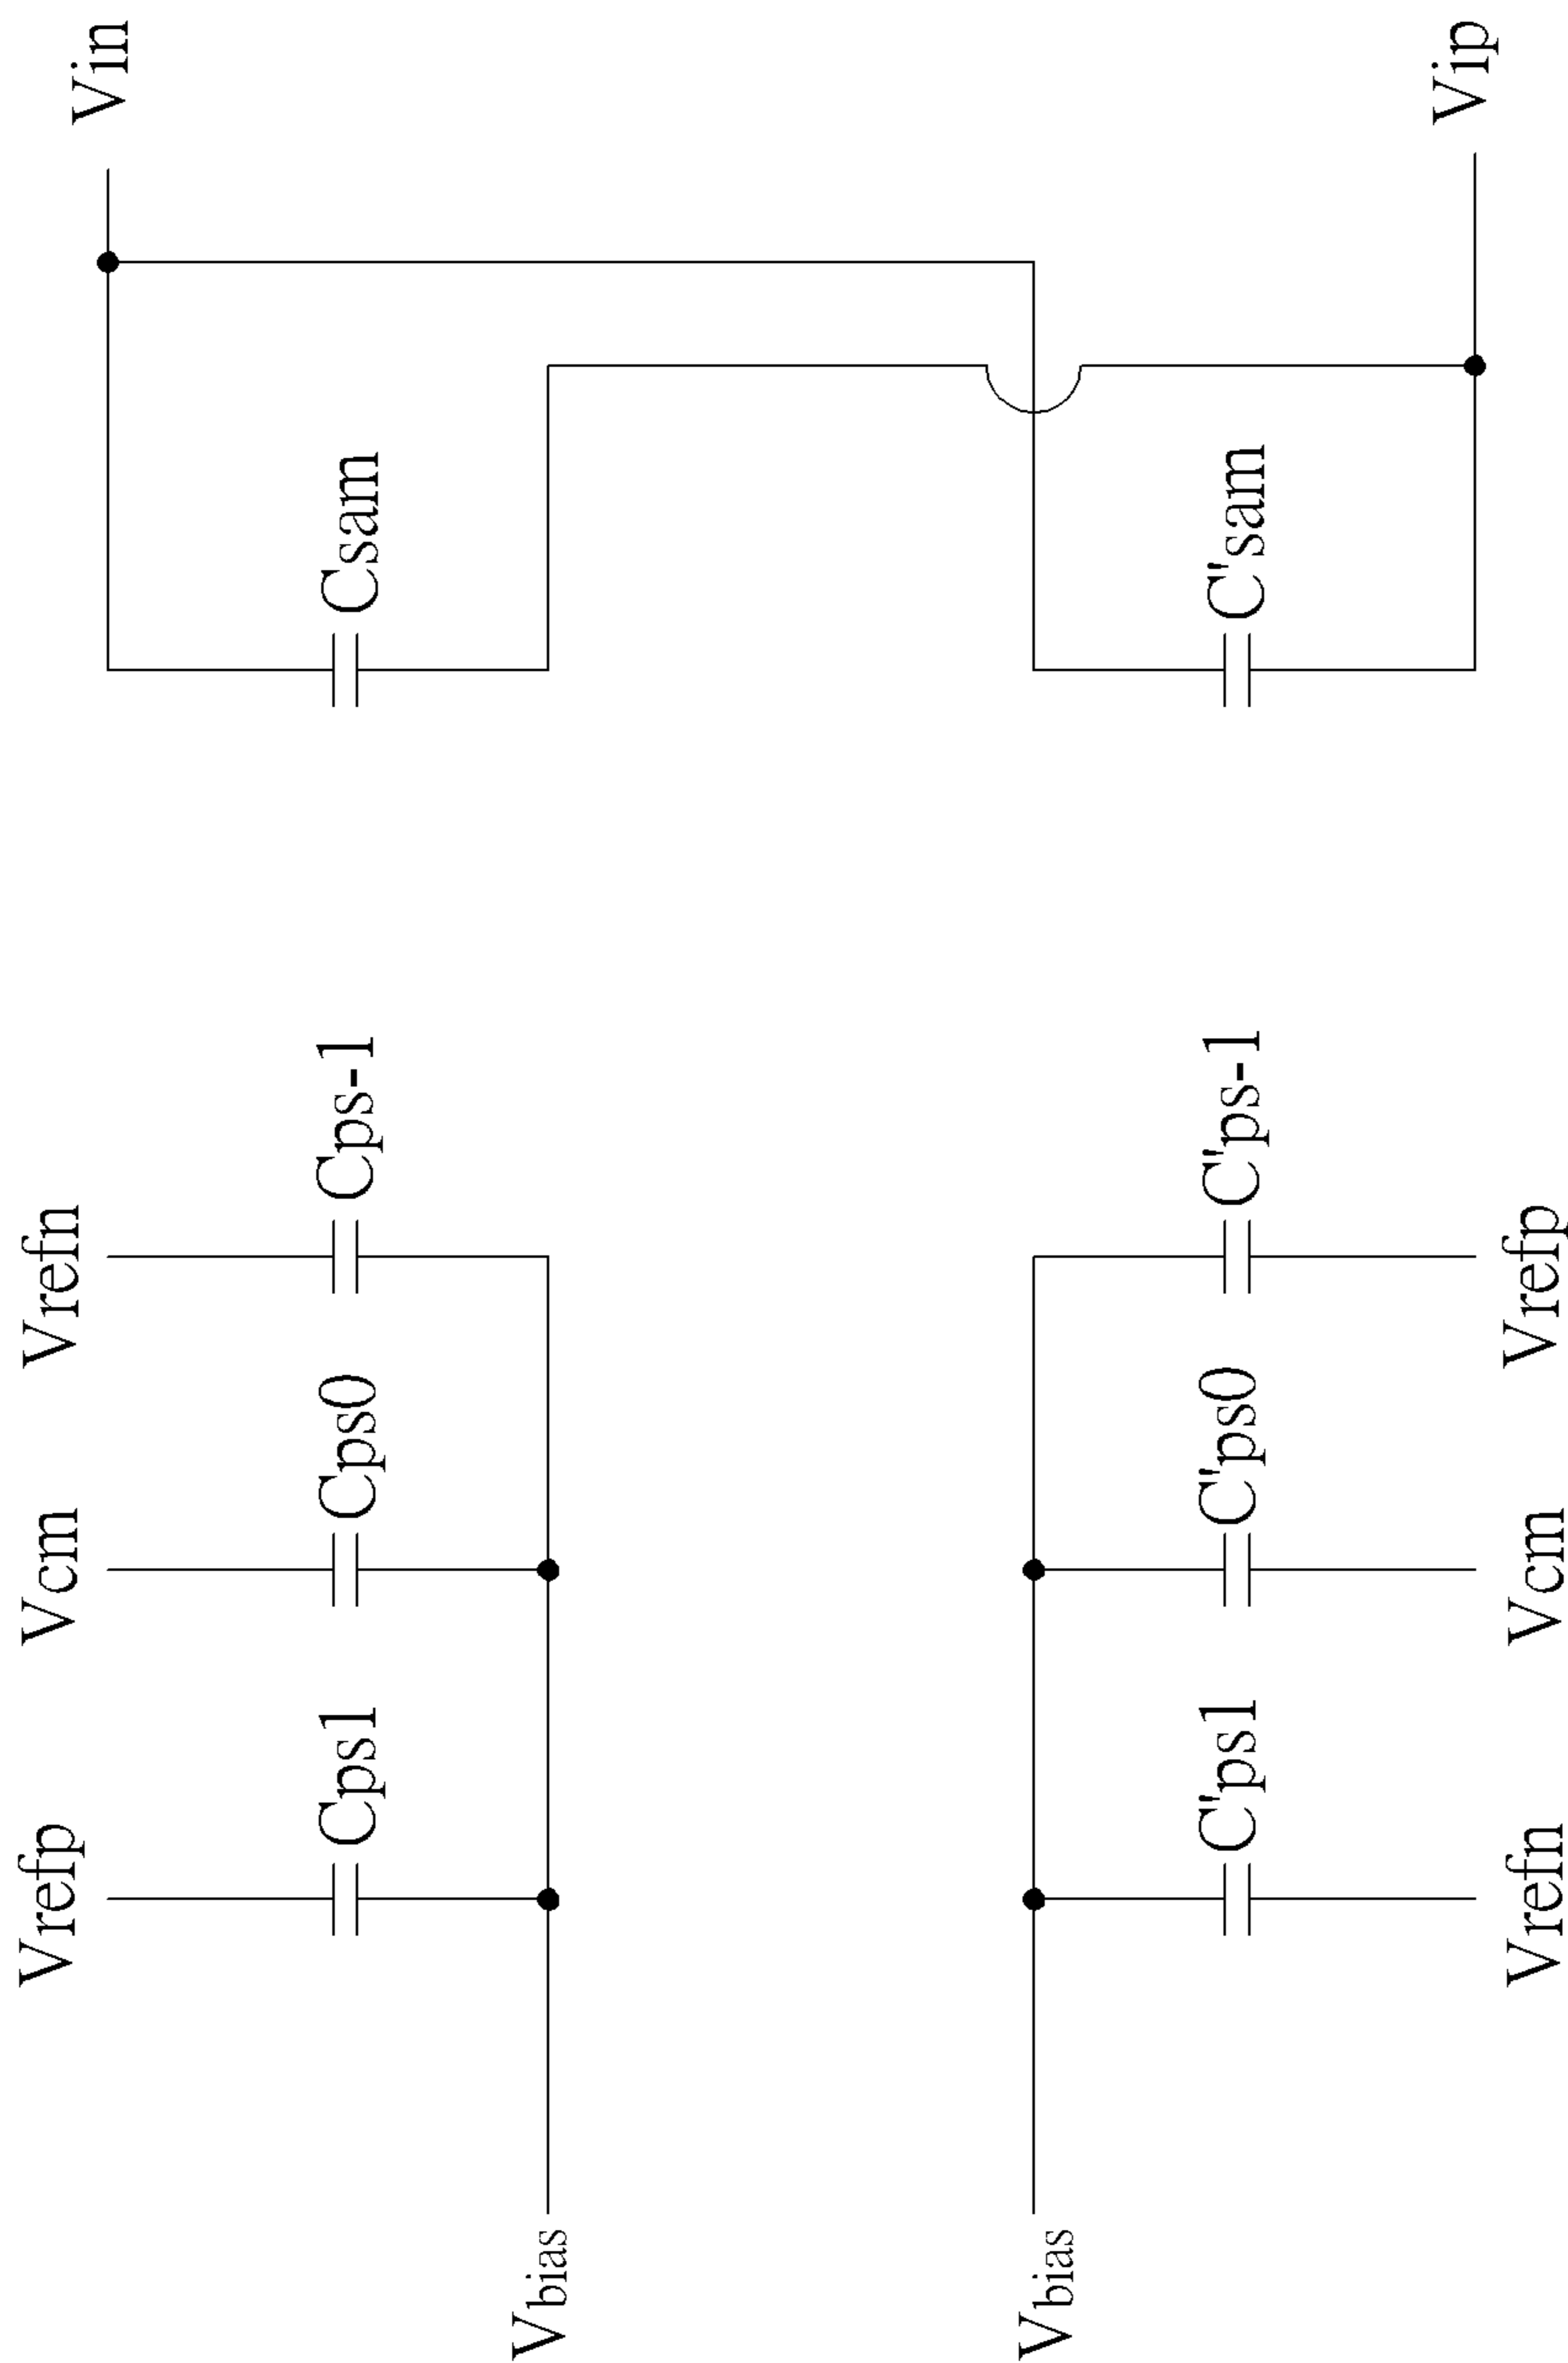 Vrefp
Vcm
Vrefn
Vin
Cps1
Cps0
Cps-1
Csam
Vbias
Vbias
C'ps1
C'ps0
C'ps-1
C'sam
Vrefn
Vcm
Vrefp
Vip